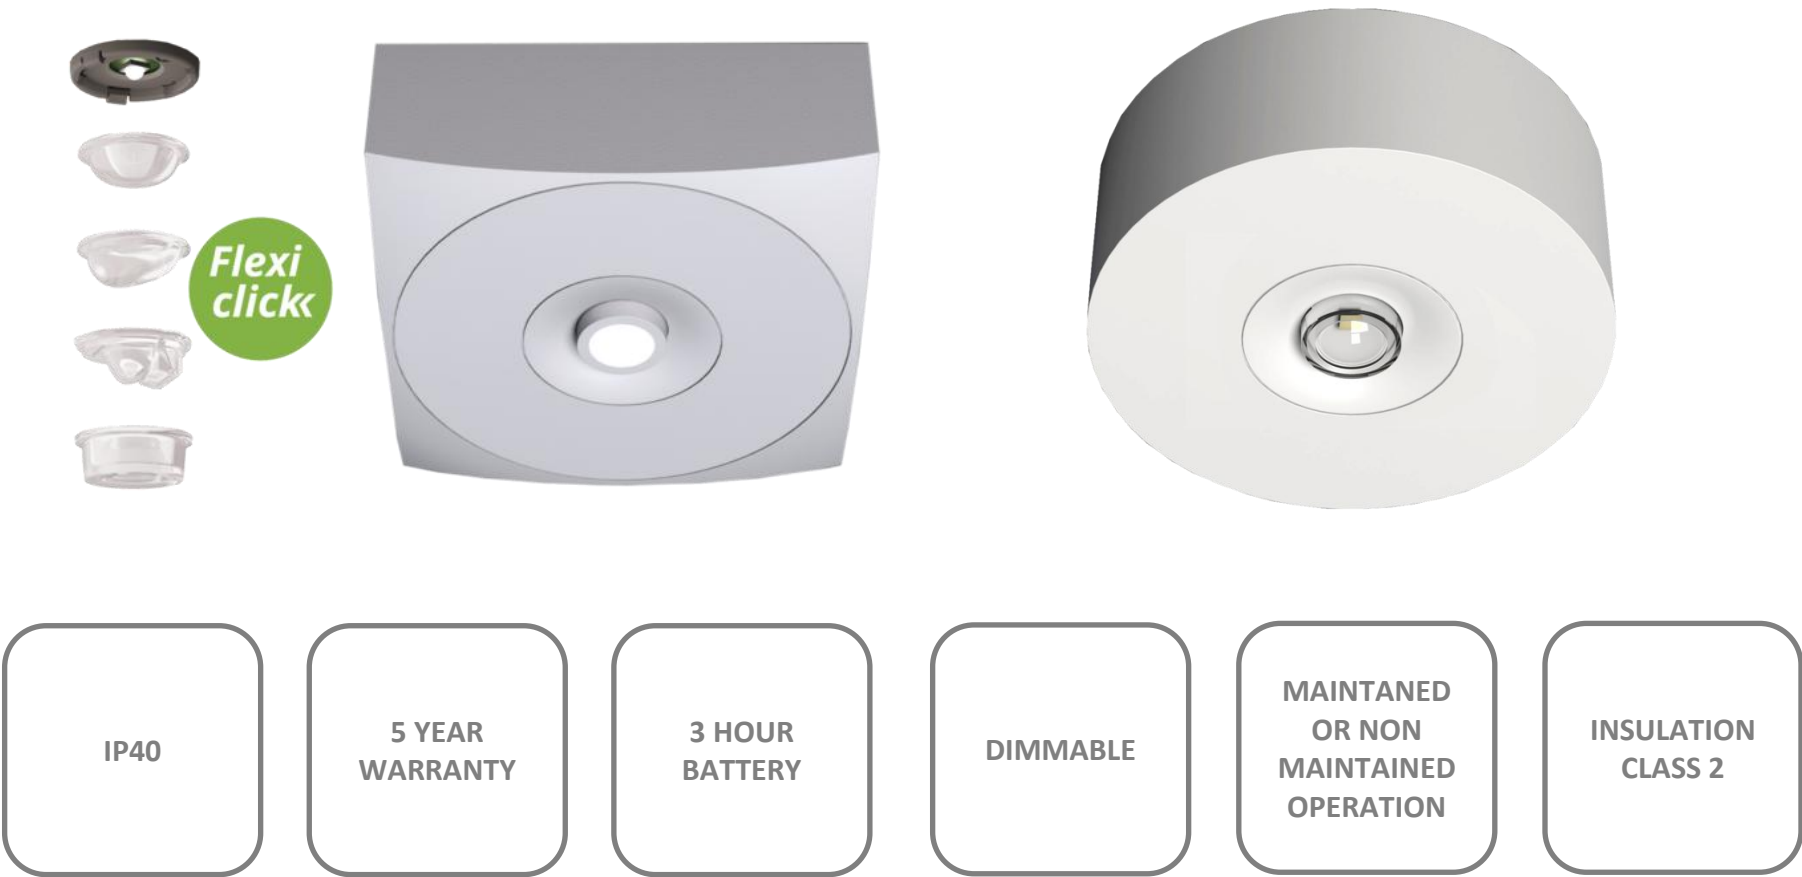 Flexi
click«
IP40
5 YEAR
WARRANTY
3 HOUR
BATTERY
DIMMABLE
MAINTANED
OR NON
MAINTAINED
OPERATION
INSULATION
CLASS 2